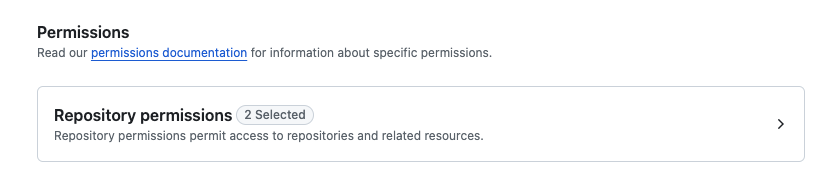 Permissions
Read our permissions documentation for information about specific permissions.
Repository permissions 2 Selected
Repository permissions permit access to repositories and related resources.